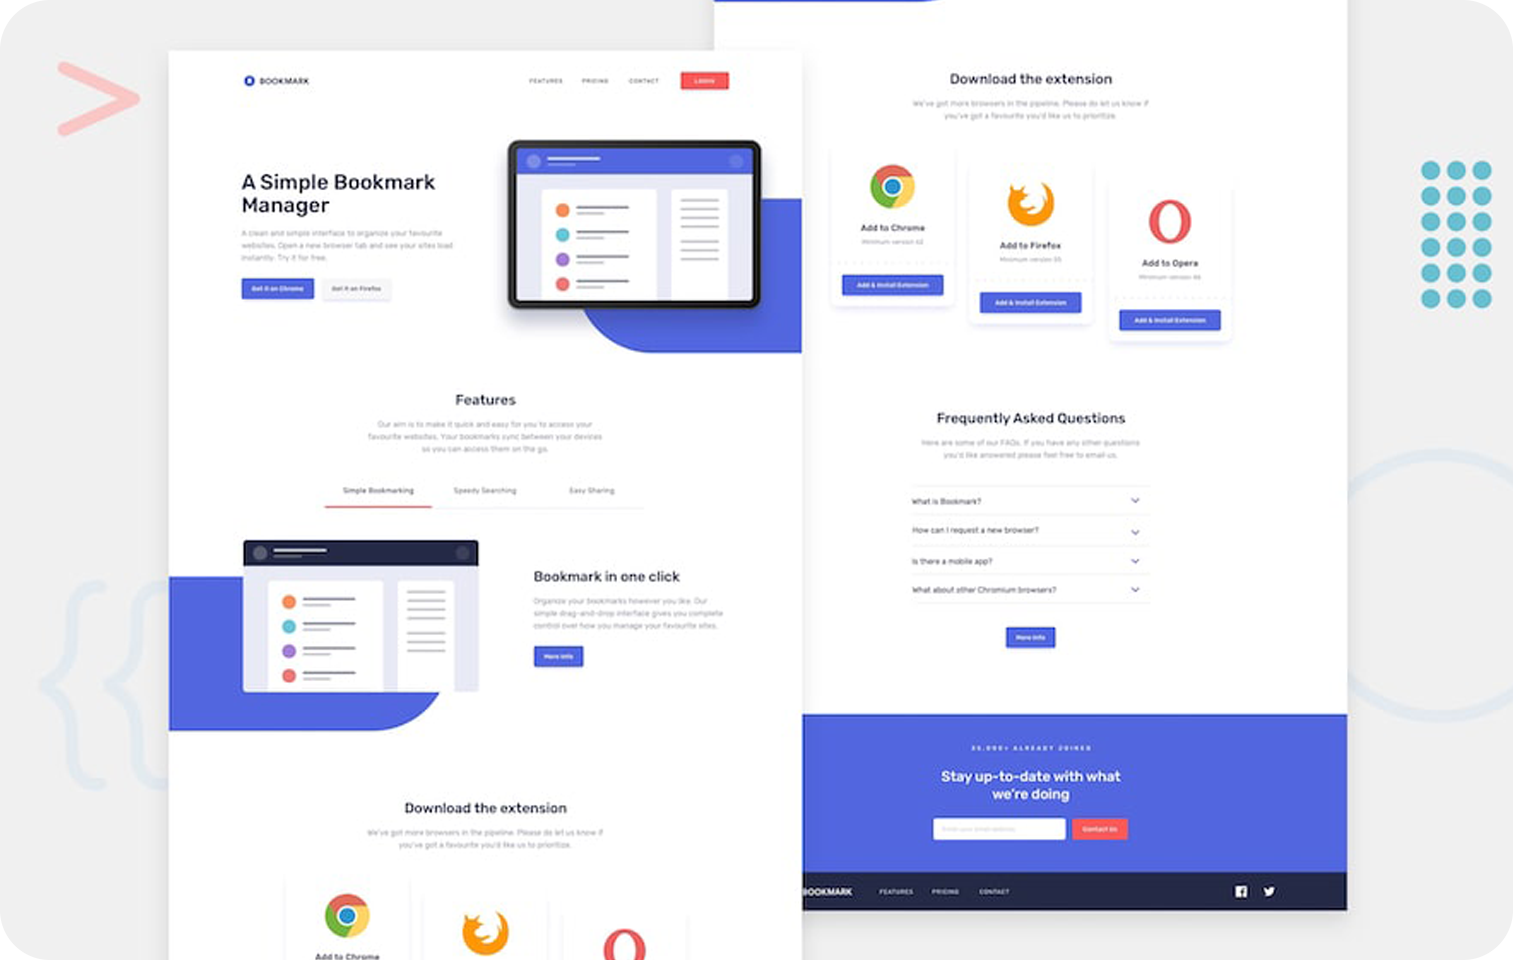 BOOKMARK
FEATURES PRICING CONTACT LOGIN
A Simple Bookmark
Manager
A clean and simple interface to organize your favourite
websites. Open a new browser tab and see your sites load
instantly. Try it for free.
Get it on Chrome Get it on Firefox
Features
Our aim is to make it quick and easy for you to access your
favourite websites. Your bookmarks sync between your devices
so you can access them on the go.
Simple Bookmarking Speedy Searching Easy Sharing
Bookmark in one click
Organize your bookmarks however you like. Our
simple drag-and-drop interface gives you complete
control over how you manage your favourite sites.
More Info
Download the extension
We've got more browsers in the pipeline. Please do let us know if
you've got a favourite you'd like us to prioritize.
Add to Chrome
Download the extension
We've got more browsers in the pipeline. Please do let us know if
you've got a favourite you'd like us to prioritize.
Add to Chrome
Minimum version 62
Add & Install Extension
Add to Firefox
Minimum version 55
Add & Install Extension
Add to Opera
Minimum version 46
Add & Install Extension
Frequently Asked Questions
Here are some of our FAQs. If you have any other questions
you'd like answered please feel free to email us.
What is Bookmark?
How can I request a new browser?
Is there a mobile app?
What about other Chromium browsers?
More Info
35,000+ ALREADY JOINED
Stay up-to-date with what
we're doing
Enter your email address
Contact Us
BOOKMARK FEATURES PRICING CONTACT